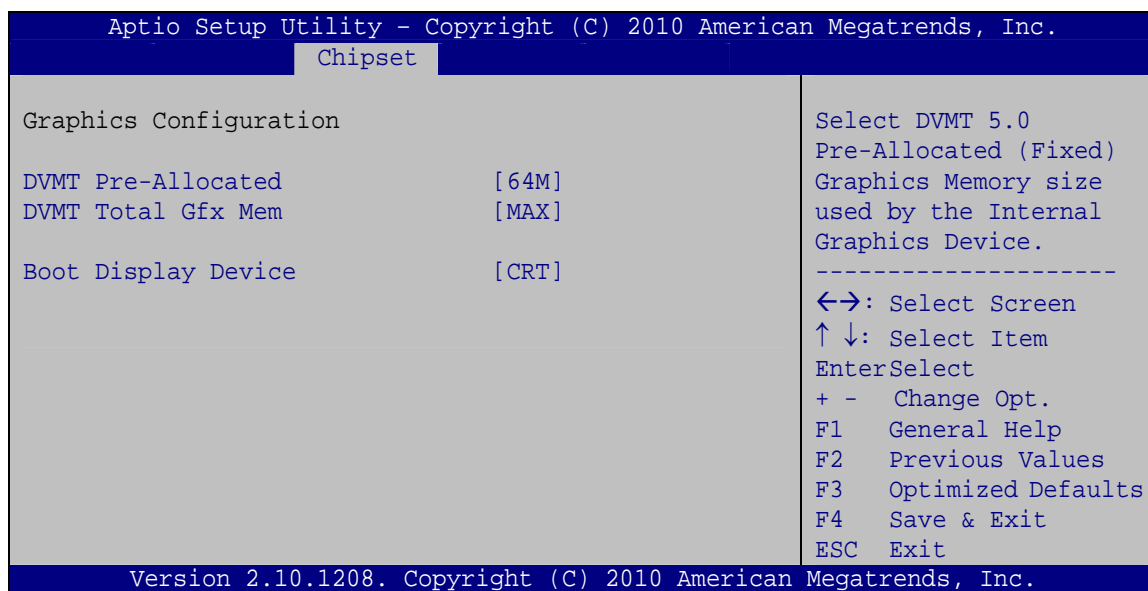 Aptio Setup Utility – Copyright (C) 2010 American Megatrends, Inc.
Chipset
Graphics Configuration
DVMT Pre-Allocated [64M]
DVMT Total Gfx Mem [MAX]
Boot Display Device [CRT]
Select DVMT 5.0
Pre-Allocated (Fixed)
Graphics Memory size
used by the Internal
Graphics Device.
---------------------
←→: Select Screen
↑ ↓: Select Item
EnterSelect
+ - Change Opt.
F1 General Help
F2 Previous Values
F3 Optimized Defaults
F4 Save & Exit
ESC Exit
Version 2.10.1208. Copyright (C) 2010 American Megatrends, Inc.